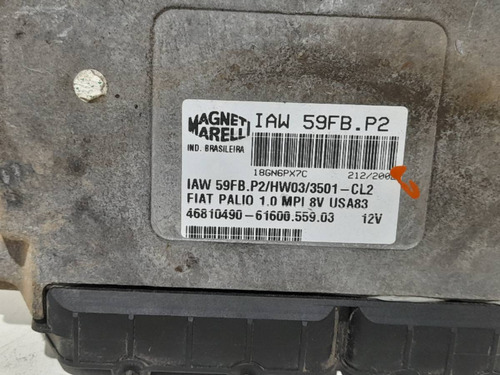 MAGNETI MARELLI
IAW 59FB.P2
IND. BRASILEIRA
18GN6PX7C
IAW 59FB.P2/HW03/3501-CL2
FIAT PALIO 1.0 MPI 8V USA83
46810490-61600.559.03 12V